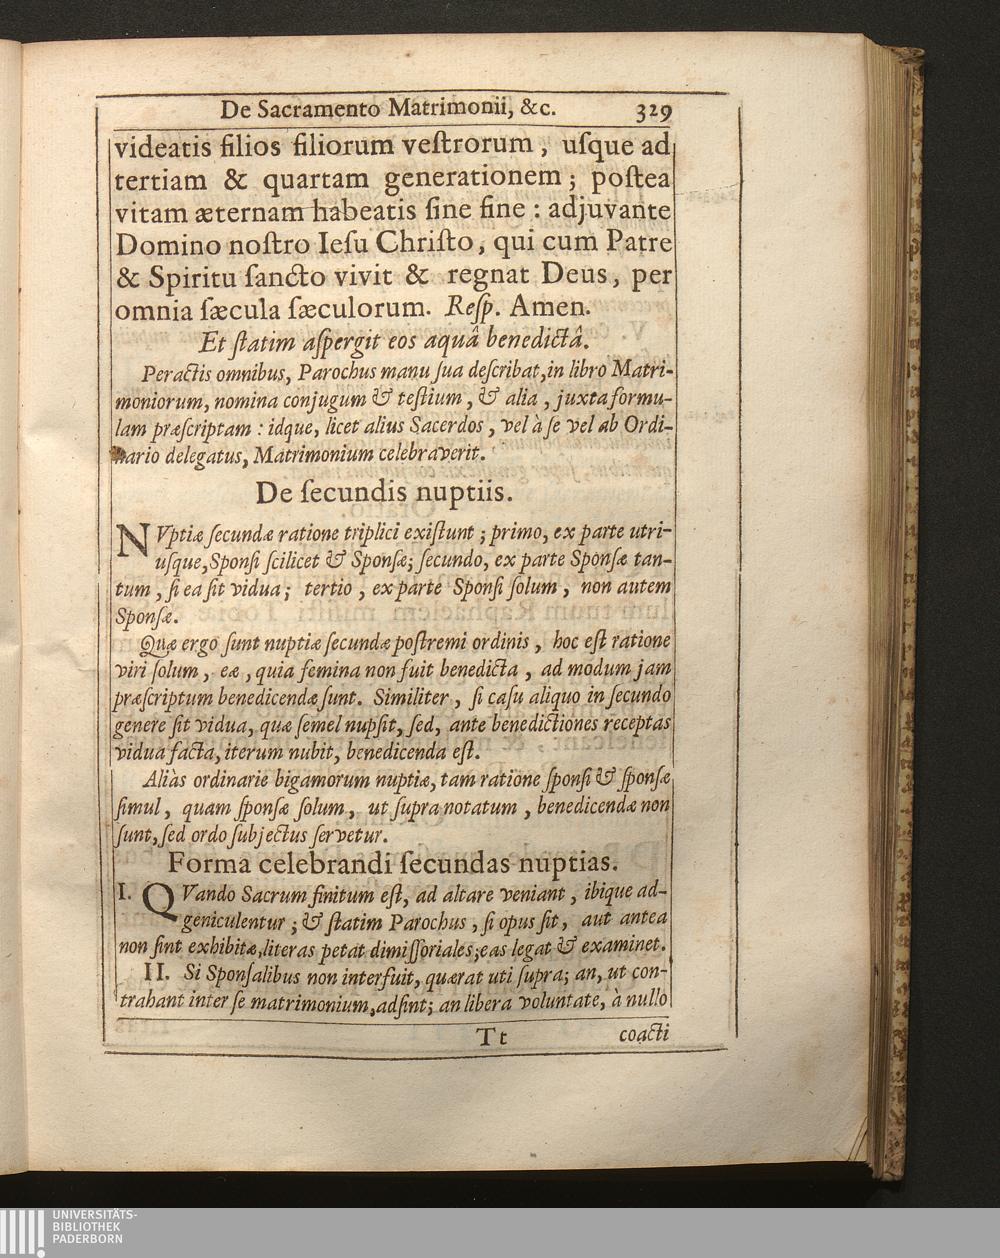 De Sacramento Matrimonii, &c. 329
videatis filios filiorum veſtrorum, uſque ad
tertiam & quartam generationem; poſtea
vitam æternam habeatis ſine fine: adjuvante
Domino noſtro Ieſu Chriſto, qui cum Patre
& Spiritu ſancto vivit & regnat Deus, per
omnia ſæcula ſæculorum. Reſp. Amen.
Et ſtatim aſpergit eos aquâ benedictâ.
Peractis omnibus, Parochus manu ſua deſcribat, in libro Matri-
moniorum, nomina conjugum & teſtium, & alia, juxta formu-
lam præſcriptam: idque, licet alius Sacerdos, vel à ſe vel ab Ordi-
nario delegatus, Matrimonium celebraverit.
De ſecundis nuptiis.
NVptiæ ſecundæ ratione triplici exiſtunt; primo, ex parte utri-
uſque, Sponſi ſcilicet & Sponſæ; ſecundo, ex parte Sponſæ tan-
tum, ſi ea ſit vidua; tertio, ex parte Sponſi ſolum, non autem
Sponſæ.
Quæ ergo ſunt nuptiæ ſecundæ poſtremi ordinis, hoc eſt ratione
viri ſolum, eæ, quia femina non fuit benedicta, ad modum jam
præſcriptum benedicendæ ſunt. Similiter, ſi caſu aliquo in ſecundo
genere ſit vidua, quæ ſemel nupſit, ſed, ante benedictiones receptas
vidua facta, iterum nubit, benedicenda eſt.
Aliàs ordinarie bigamorum nuptiæ, tam ratione ſponſi & ſponſæ
ſimul, quam ſponſæ ſolum, ut ſupra notatum, benedicendæ non
ſunt, ſed ordo ſubjectus ſervetur.
Forma celebrandi ſecundas nuptias.
I. QVando Sacrum finitum eſt, ad altare veniant, ibique ad-
geniculentur; & ſtatim Parochus, ſi opus ſit, aut antea
non ſint exhibitæ, literas petat dimiſſoriales; eas legat & examinet.
II. Si Sponſalibus non interfuit, quærat uti ſupra; an, ut con-
trahant inter ſe matrimonium, adſint; an libera voluntate, à nullo
Tt coacti
UNIVERSITÄTS-
BIBLIOTHEK
PADERBORN